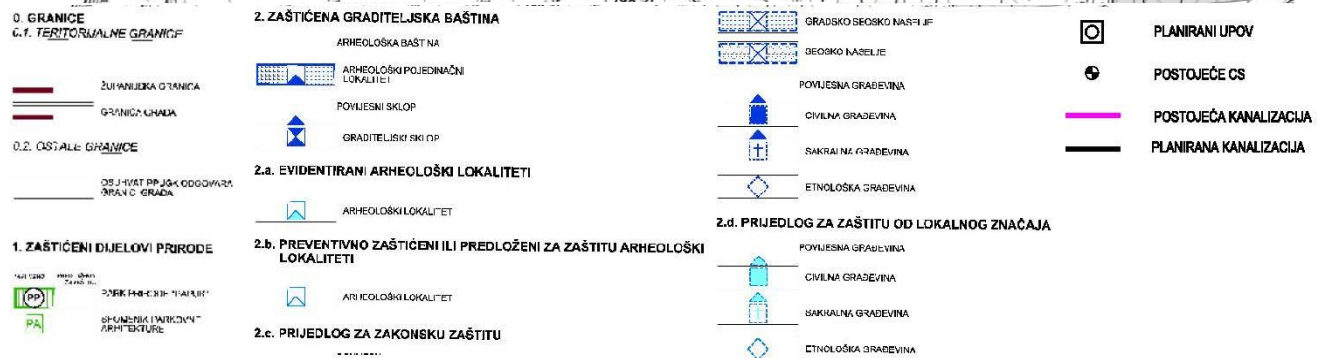 0. GRANICE
0.1. TERITORIJALNE GRANICE
ŽUPANIJSKA GRANICA
GRANICA GRADA
0.2. OSTALE GRANICE
OBUHVAT PPUGK ODGOVARA
GRANICI GRADA
1. ZAŠTIĆENI DIJELOVI PRIRODE
PP
PARK PRIRODE "PAPUK"
PA
SPOMENIK PARKOVNE
ARHITEKTURE
2. ZAŠTIĆENA GRADITELJSKA BAŠTINA
ARHEOLOŠKA BAŠTINA
ARHEOLOŠKI POJEDINAČNI
LOKALITET
POVIJESNI SKLOP
GRADITELJSKI SKLOP
2.a. EVIDENTIRANI ARHEOLOŠKI LOKALITETI
ARHEOLOŠKI LOKALITET
2.b. PREVENTIVNO ZAŠTIĆENI ILI PREDLOŽENI ZA ZAŠTITU ARHEOLOŠKI
LOKALITETI
ARHEOLOŠKI LOKALITET
2.c. PRIJEDLOG ZA ZAKONSKU ZAŠTITU
GRADSKO SEOSKO NASELJE
SEOSKO NASELJE
POVIJESNA GRAĐEVINA
CIVILNA GRAĐEVINA
SAKRALNA GRAĐEVINA
ETNOLOŠKA GRAĐEVINA
2.d. PRIJEDLOG ZA ZAŠTITU OD LOKALNOG ZNAČAJA
POVIJESNA GRAĐEVINA
CIVILNA GRAĐEVINA
SAKRALNA GRAĐEVINA
ETNOLOŠKA GRAĐEVINA
PLANIRANI UPOV
POSTOJEĆE CS
POSTOJEĆA KANALIZACIJA
PLANIRANA KANALIZACIJA